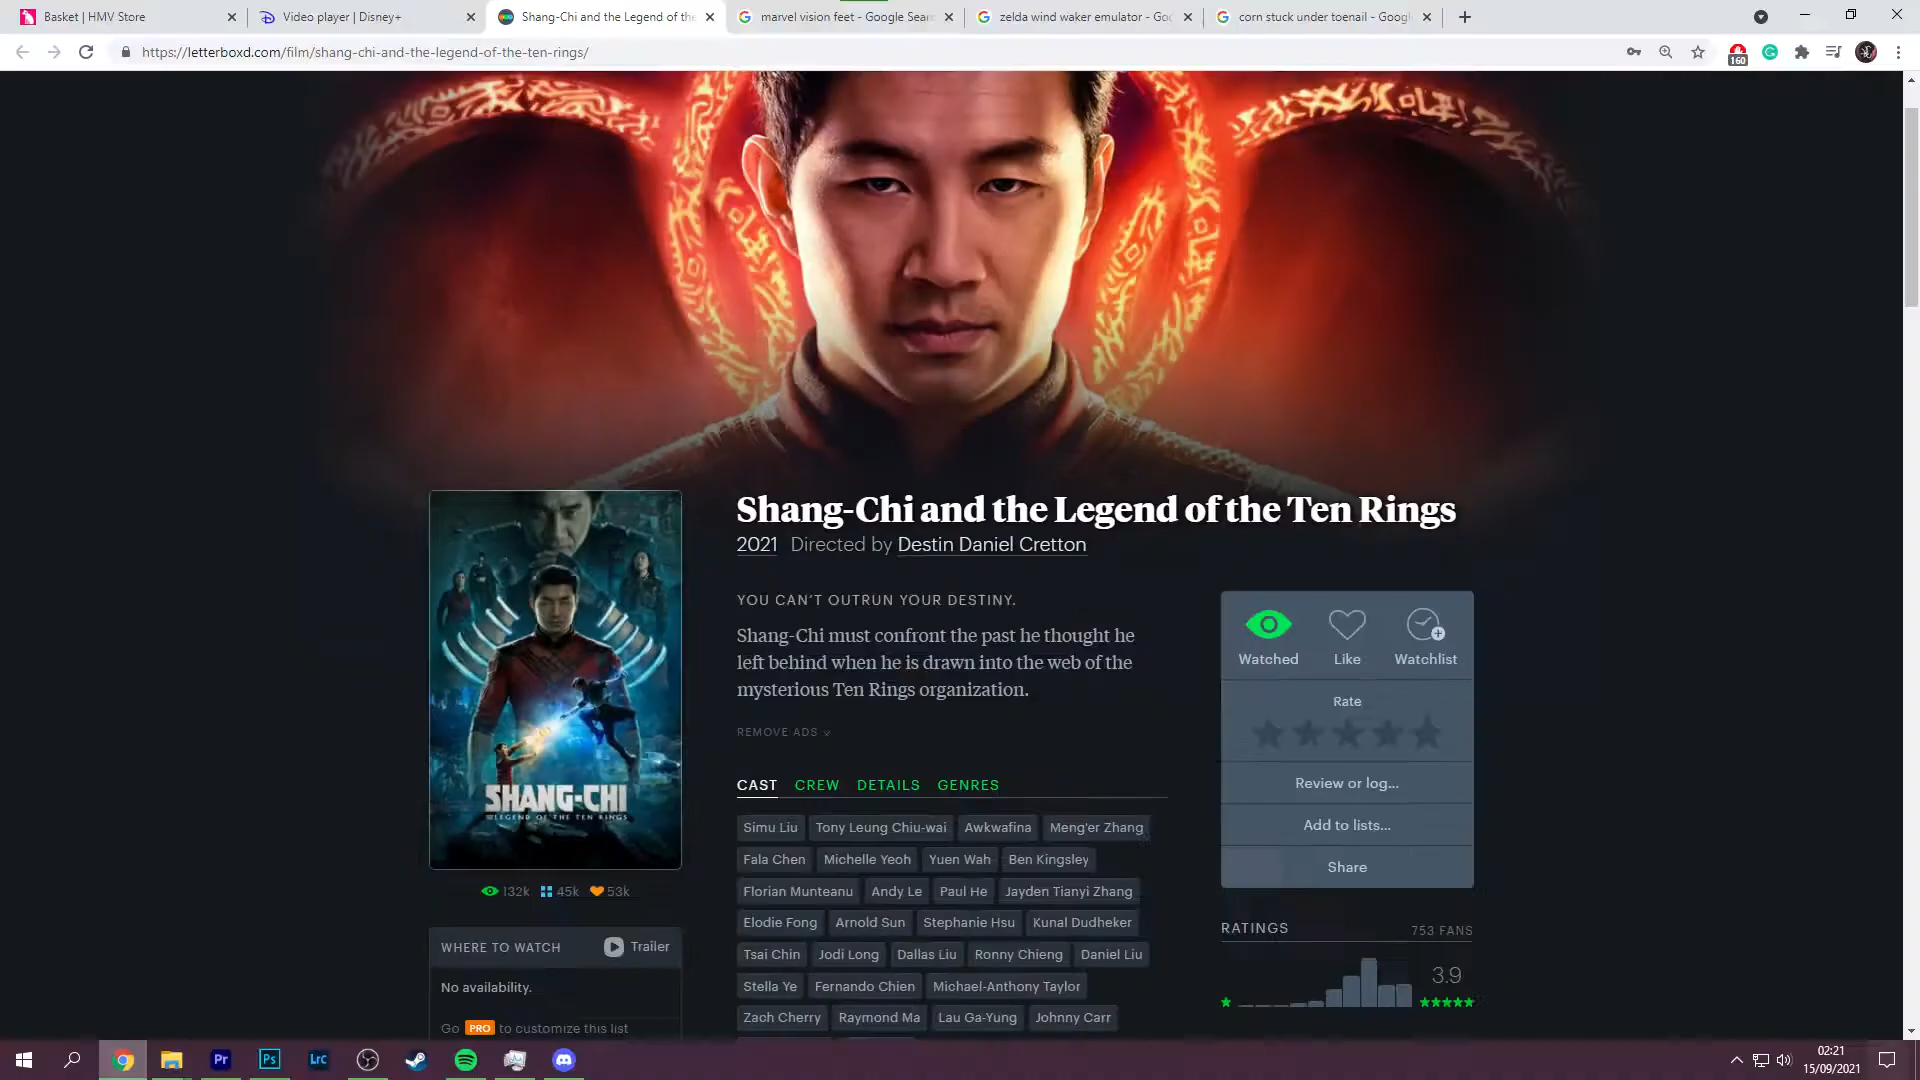 Basket | HMV Store
Video player | Disney+
Shang-Chi and the Legend of the
marvel vision feet - Google Sear
zelda wind waker emulator - Goo
corn stuck under toenail - Google
https://letterboxd.com/film/shang-chi-and-the-legend-of-the-ten-rings/
160
Shang-Chi and the Legend of the Ten Rings
2021 Directed by Destin Daniel Cretton
YOU CAN'T OUTRUN YOUR DESTINY.
Shang-Chi must confront the past he thought he
left behind when he is drawn into the web of the
mysterious Ten Rings organization.
REMOVE ADS
CAST CREW DETAILS GENRES
Simu Liu Tony Leung Chiu-wai Awkwafina Meng'er Zhang
Fala Chen Michelle Yeoh Yuen Wah Ben Kingsley
Florian Munteanu Andy Le Paul He Jayden Tianyi Zhang
Elodie Fong Arnold Sun Stephanie Hsu Kunal Dudheker
Tsai Chin Jodi Long Dallas Liu Ronny Chieng Daniel Liu
Stella Ye Fernando Chien Michael-Anthony Taylor
Zach Cherry Raymond Ma Lau Ga-Yung Johnny Carr
SHANG-CHI
LEGEND OF THE TEN RINGS
132k 45k 53k
WHERE TO WATCH Trailer
No availability.
Go PRO to customize this list
Watched Like Watchlist
Rate
Review or log...
Add to lists...
Share
RATINGS 753 FANS
3.9
Pr Ps Lrc
02:21
15/09/2021